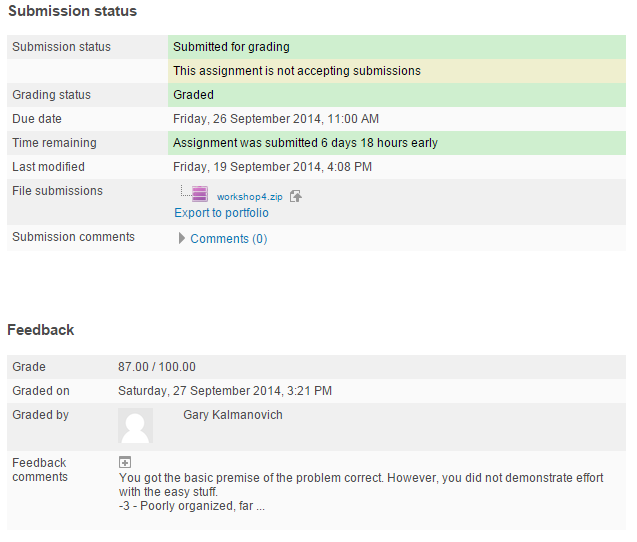 Submission status
Submission status Submitted for grading
This assignment is not accepting submissions
Grading status Graded
Due date Friday, 26 September 2014, 11:00 AM
Time remaining Assignment was submitted 6 days 18 hours early
Last modified Friday, 19 September 2014, 4:08 PM
File submissions workshop4.zip
Export to portfolio
Submission comments Comments (0)
Feedback
Grade 87.00 / 100.00
Graded on Saturday, 27 September 2014, 3:21 PM
Graded by Gary Kalmanovich
Feedback
comments
You got the basic premise of the problem correct. However, you did not demonstrate effort
with the easy stuff.
-3 - Poorly organized, far ...